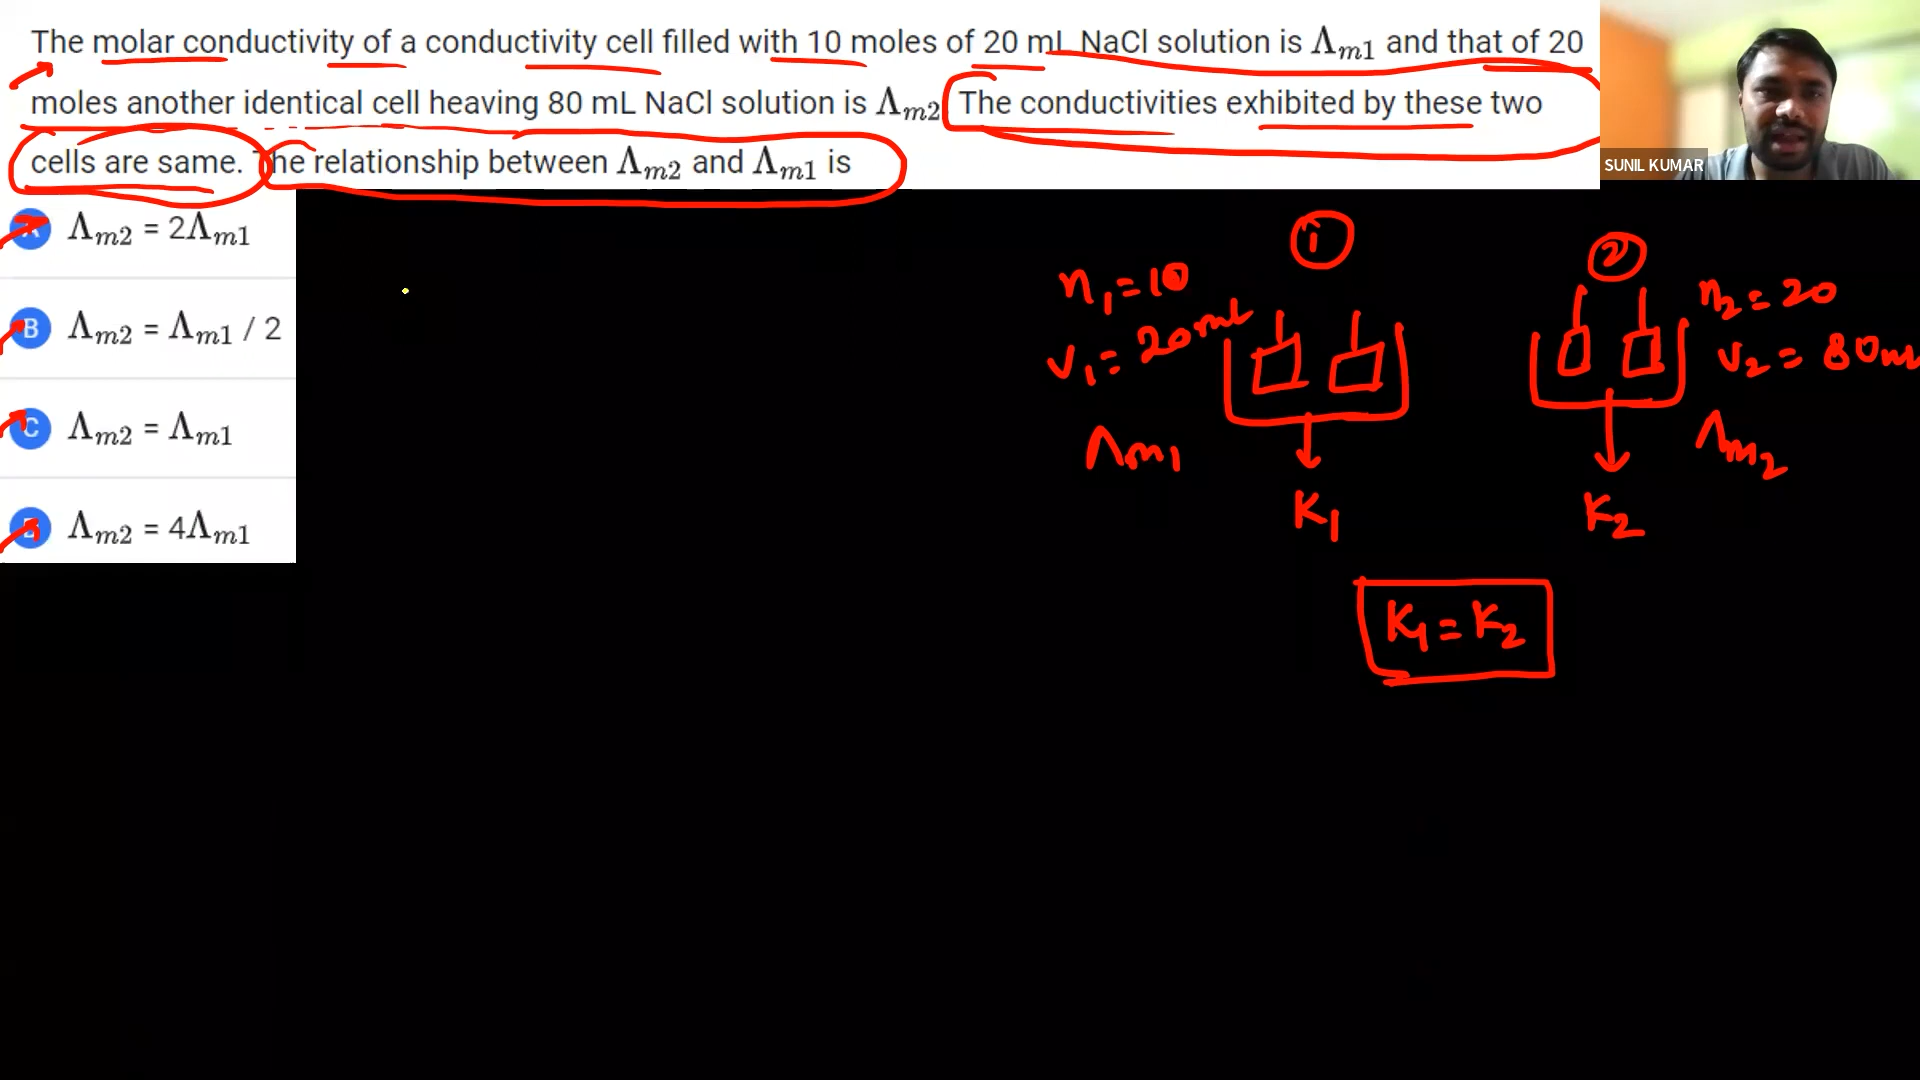 The molar conductivity of a conductivity cell filled with 10 moles of 20 mL NaCl solution is Λm1 and that of 20
moles another identical cell heaving 80 mL NaCl solution is Λm2 The conductivities exhibited by these two
cells are same. The relationship between Λm2 and Λm1 is
A Λm2 = 2Λm1
B Λm2 = Λm1 / 2
C Λm2 = Λm1
D Λm2 = 4Λm1
SUNIL KUMAR
①
n1 = 10
V1 = 20ml
Λm1
K1
②
n2 = 20
V2 = 80ml
Λm2
K2
K1 = K2